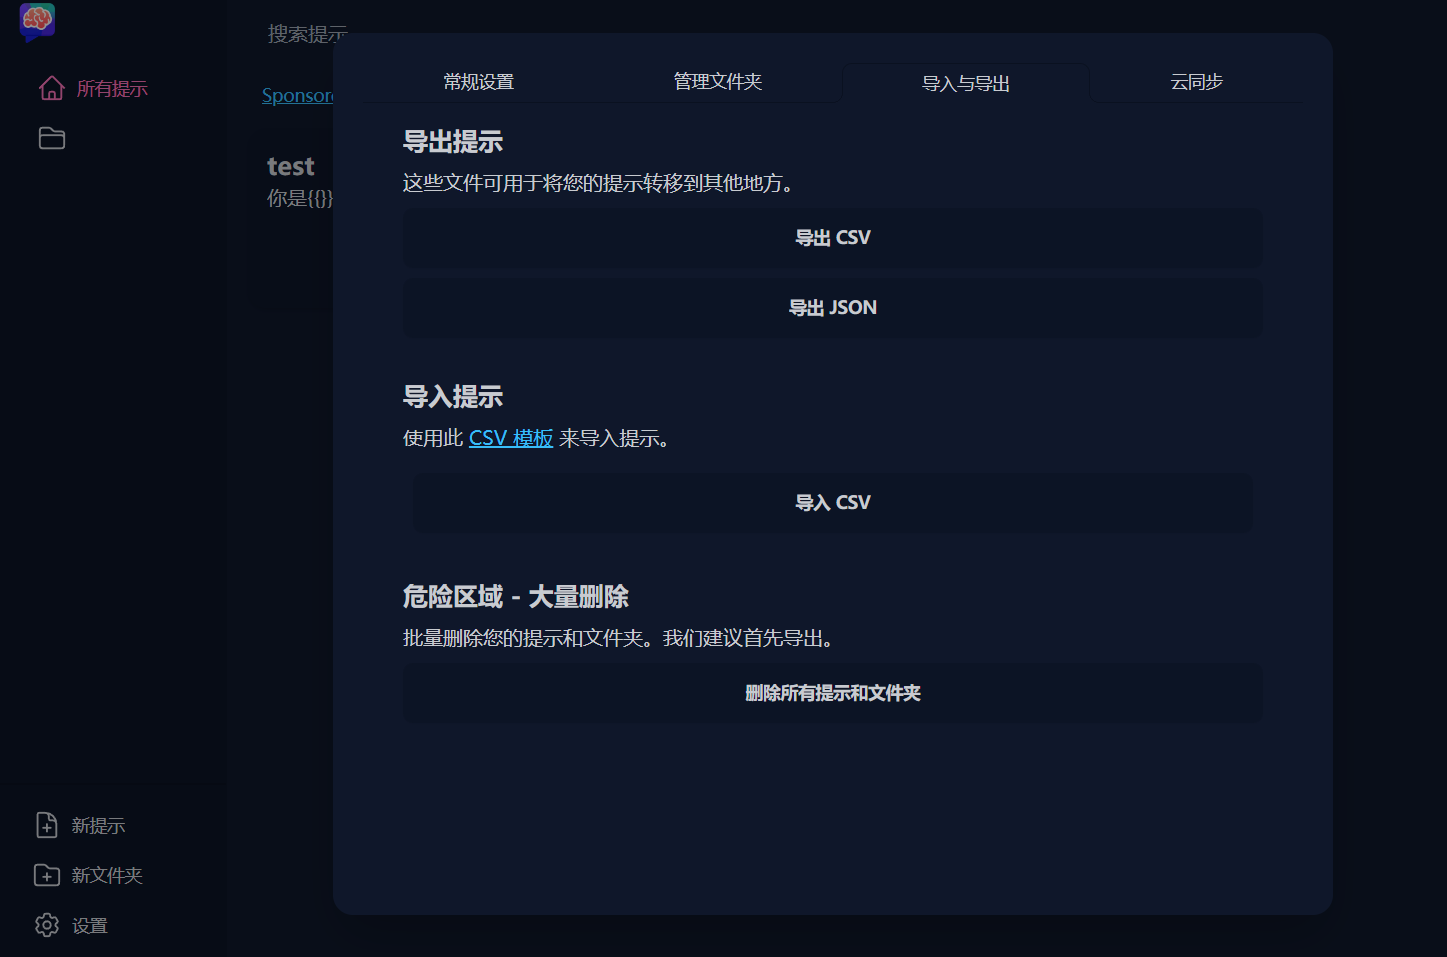 所有提示
新提示
新文件夹
设置
搜索提示
test
你是{{}}
常规设置
管理文件夹
导入与导出
云同步
导出提示
这些文件可用于将您的提示转移到其他地方。
导出 CSV
导出 JSON
导入提示
使用此 CSV 模板 来导入提示。
导入 CSV
危险区域 - 大量删除
批量删除您的提示和文件夹。我们建议首先导出。
删除所有提示和文件夹